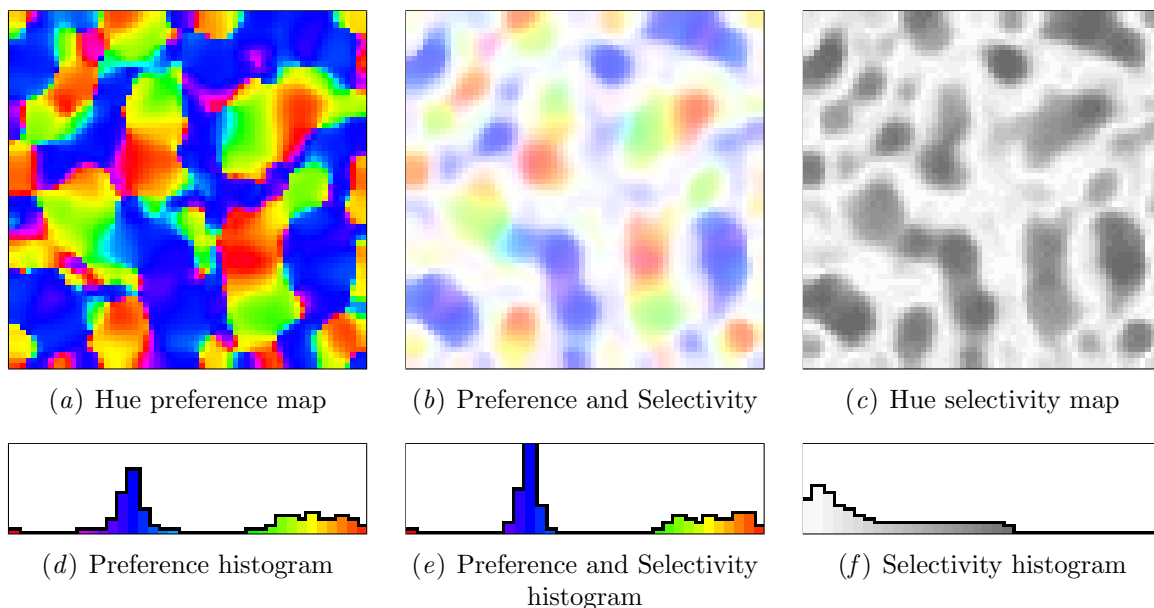 (a) Hue preference map
(b) Preference and Selectivity
(c) Hue selectivity map
(d) Preference histogram
(e) Preference and Selectivity
histogram
(f) Selectivity histogram